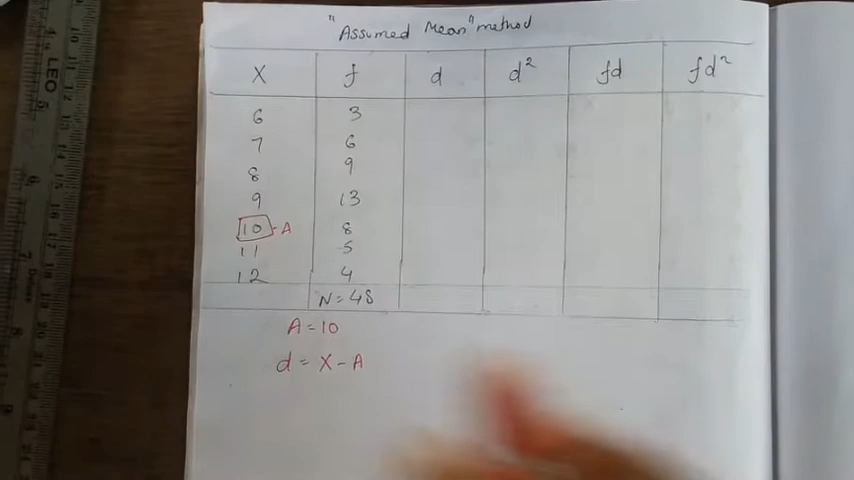 "Assumed Mean" method
X f d d² fd fd²
6 3
7 6
8 9
9 13
10 - A 8
11 5
12 4
N = 48
A = 10
d = X - A
LEO